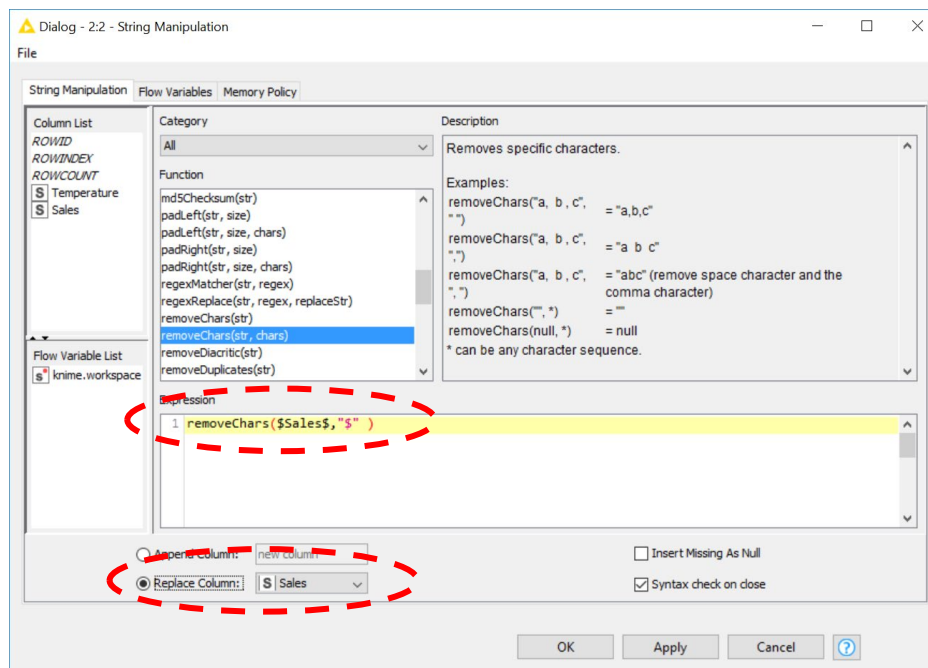 Dialog - 2:2 - String Manipulation
File
String Manipulation Flow Variables Memory Policy
Column List
ROWID
ROWINDEX
ROWCOUNT
S Temperature
S Sales
Flow Variable List
s knime.workspace
Category
All
Function
md5Checksum(str)
padLeft(str, size)
padLeft(str, size, chars)
padRight(str, size)
padRight(str, size, chars)
regexMatcher(str, regex)
regexReplace(str, regex, replaceStr)
removeChars(str)
removeChars(str, chars)
removeDiacritic(str)
removeDuplicates(str)
Description
Removes specific characters.
Examples:
removeChars("a, b , c", " ") = "a,b,c"
removeChars("a, b , c", ",") = "a b c"
removeChars("a, b , c", ", ") = "abc" (remove space character and the comma character)
removeChars("", *) = ""
removeChars(null, *) = null
* can be any character sequence.
Expression
1 removeChars($Sales$,"$" )
Append Column: new column
Replace Column: S Sales
Insert Missing As Null
Syntax check on close
OK Apply Cancel ?